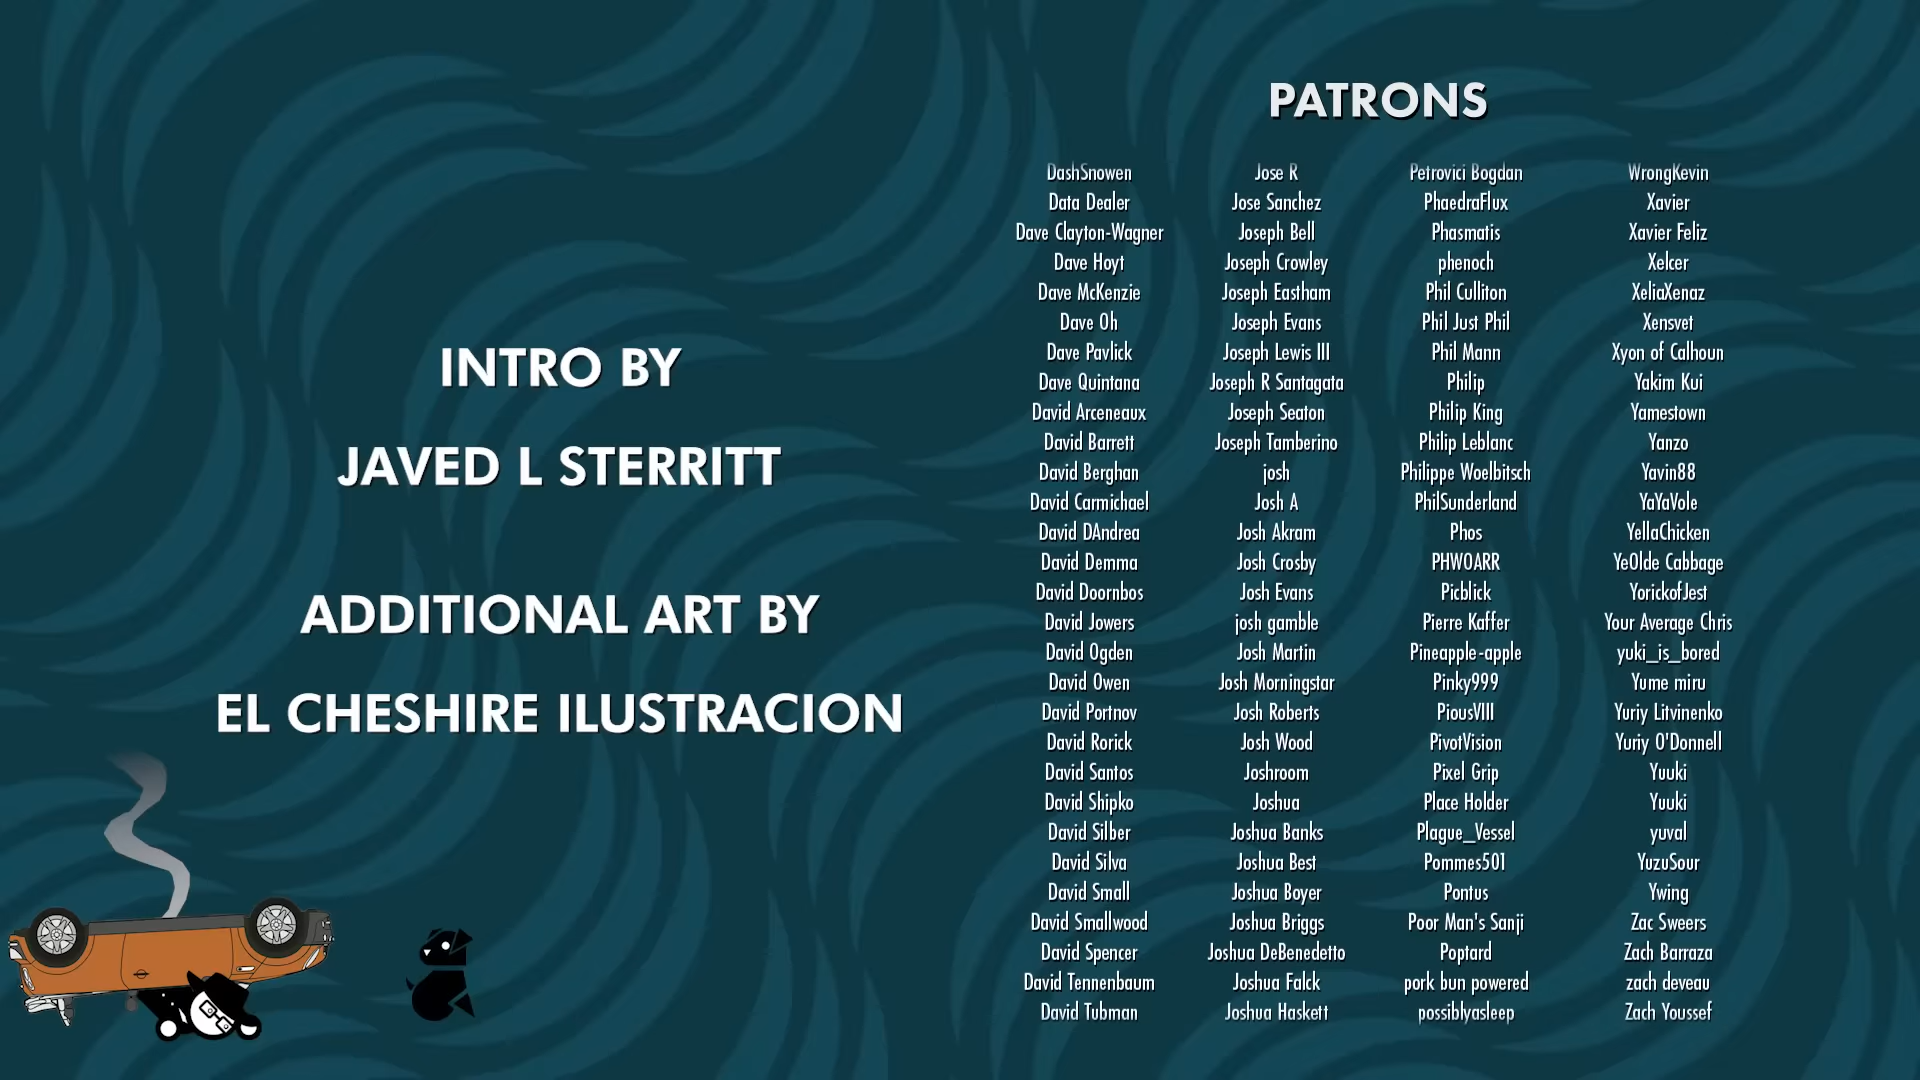 INTRO BY
JAVED L STERRITT
ADDITIONAL ART BY
EL CHESHIRE ILUSTRACION
PATRONS
DashSnowen
Data Dealer
Dave Clayton-Wagner
Dave Hoyt
Dave McKenzie
Dave Oh
Dave Pavlick
Dave Quintana
David Arceneaux
David Barrett
David Berghan
David Carmichael
David DAndrea
David Demma
David Doornbos
David Jowers
David Ogden
David Owen
David Portnov
David Rorick
David Santos
David Shipko
David Silber
David Silva
David Small
David Smallwood
David Spencer
David Tennenbaum
David Tubman
Jose R
Jose Sanchez
Joseph Bell
Joseph Crowley
Joseph Eastham
Joseph Evans
Joseph Lewis III
Joseph R Santagata
Joseph Seaton
Joseph Tamberino
josh
Josh A
Josh Akram
Josh Crosby
Josh Evans
josh gamble
Josh Martin
Josh Morningstar
Josh Roberts
Josh Wood
Joshroom
Joshua
Joshua Banks
Joshua Best
Joshua Boyer
Joshua Briggs
Joshua DeBenedetto
Joshua Falck
Joshua Haskett
Petrovici Bogdan
PhaedraFlux
Phasmatis
phenoch
Phil Culliton
Phil Just Phil
Phil Mann
Philip
Philip King
Philip Leblanc
Philippe Woelbitsch
PhilSunderland
Phos
PHWOARR
Picblick
Pierre Kaffer
Pineapple-apple
Pinky999
PiousVIII
PivotVision
Pixel Grip
Place Holder
Plague_Vessel
Pommes501
Pontus
Poor Man's Sanji
Poptard
pork bun powered
possiblyasleep
WrongKevin
Xavier
Xavier Feliz
Xelcer
XeliaXenaz
Xensvet
Xyon of Calhoun
Yakim Kui
Yamestown
Yanzo
Yavin88
YaYaVole
YellaChicken
YeOlde Cabbage
YorickofJest
Your Average Chris
yuki_is_bored
Yume miru
Yuriy Litvinenko
Yuriy O'Donnell
Yuuki
Yuuki
yuval
YuzuSour
Ywing
Zac Sweers
Zach Barraza
zach deveau
Zach Youssef